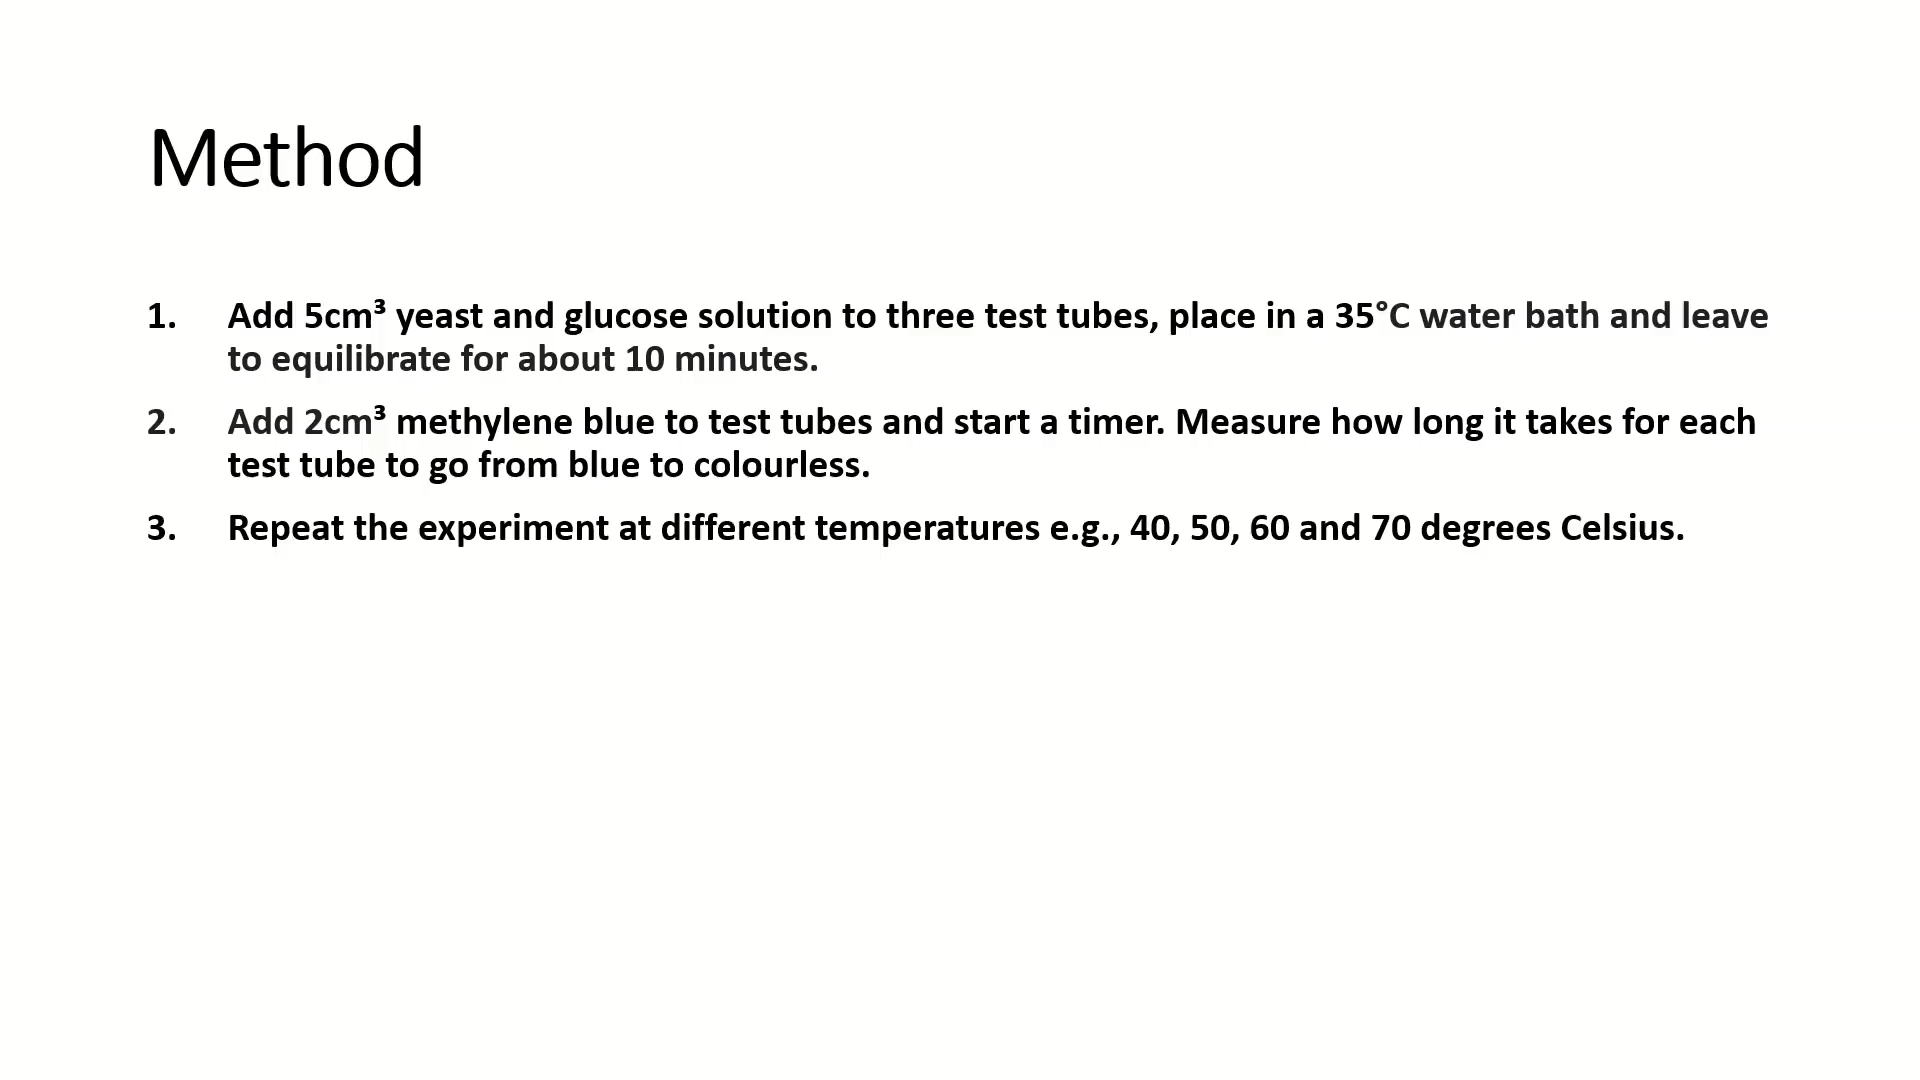 Method
1. Add 5cm³ yeast and glucose solution to three test tubes, place in a 35°C water bath and leave
to equilibrate for about 10 minutes.
2. Add 2cm³ methylene blue to test tubes and start a timer. Measure how long it takes for each
test tube to go from blue to colourless.
3. Repeat the experiment at different temperatures e.g., 40, 50, 60 and 70 degrees Celsius.